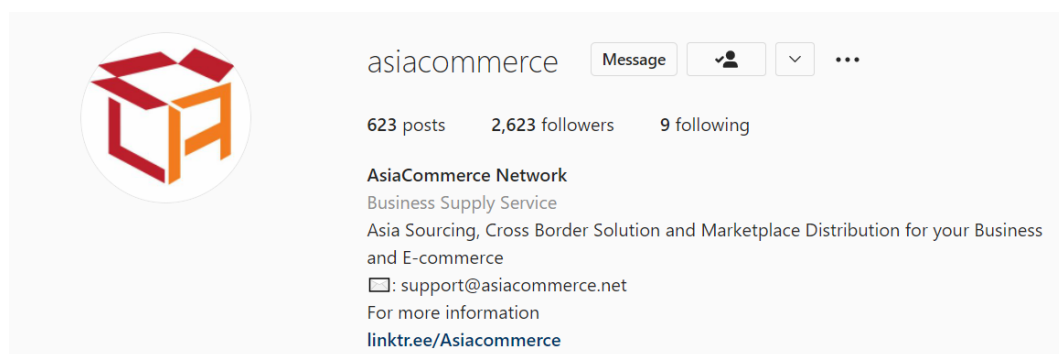 asiacommerce Message
623 posts 2,623 followers 9 following
AsiaCommerce Network
Business Supply Service
Asia Sourcing, Cross Border Solution and Marketplace Distribution for your Business
and E-commerce
✉️: support@asiacommerce.net
For more information
linktr.ee/Asiacommerce